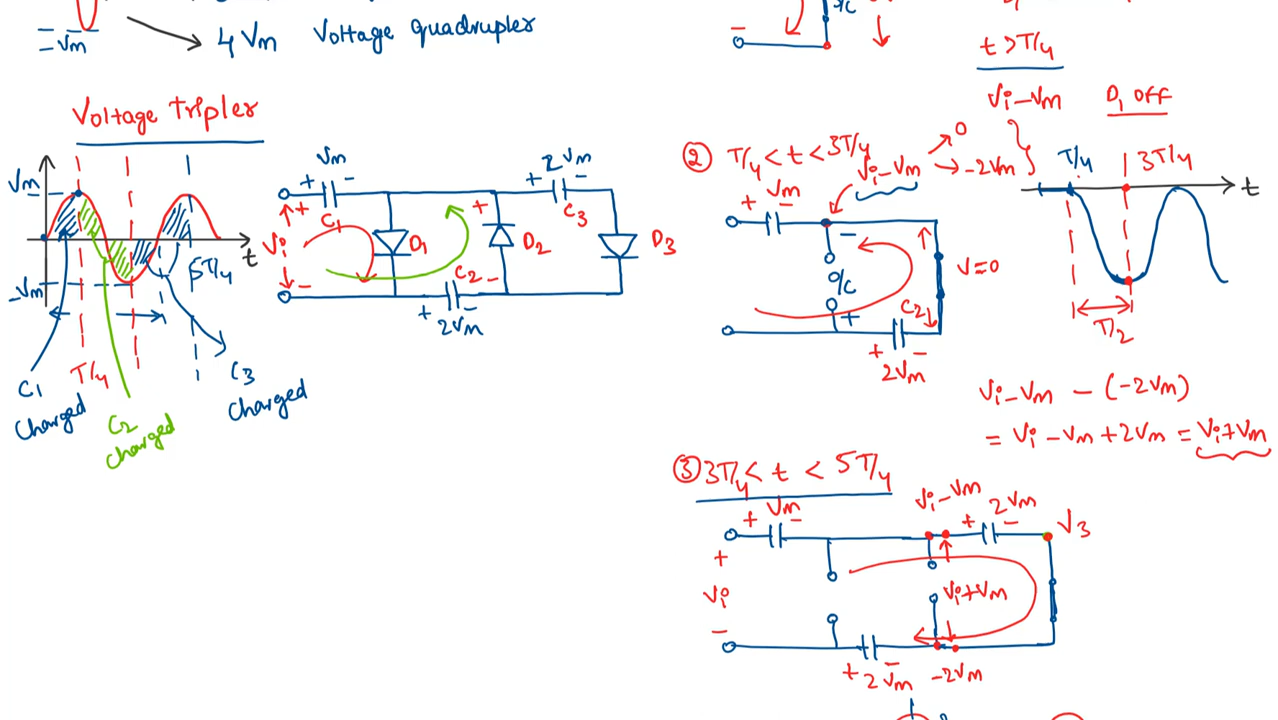 = Vm
4Vm Voltage quadrupler
Voltage Tripler
Vm
-Vm
t
T/4
5T/4
C1 charged
C2 charged
C3 charged
Vm
+ -
C1
+
Vi
-
D1
+
D2
-
C2
+ -
2Vm
2Vm
+ -
C3
D3
-
t > T/4
Vi - Vm
D1 OFF
② T/4 < t < 3T/4
Vi - Vm → 0
→ -2Vm
Vm
+ -
-
o/c
+
C2
+ -
2Vm
V=0
T/4
3T/4
t
T/2
Vi - Vm - (-2Vm)
= Vi - Vm + 2Vm = Vi + Vm
③ 3T/4 < t < 5T/4
Vm
+ -
Vi - Vm
2Vm
+ -
V3
+
Vi
-
Vi + Vm
+ 2Vm -
-2Vm